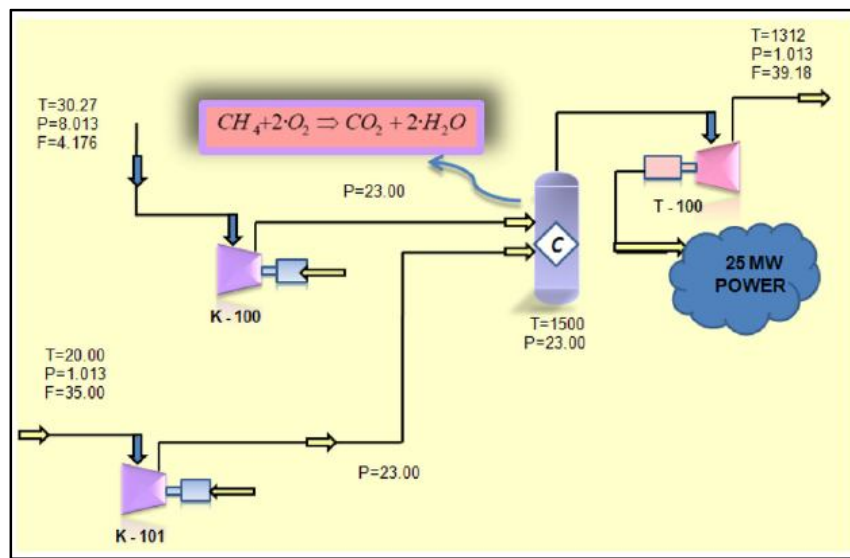 T=1312
P=1.013
F=39.18
T=30.27
P=8.013
F=4.176
CH₄+2·O₂ ⇒ CO₂ + 2·H₂O
P=23.00
T - 100
C
25 MW
POWER
K - 100
T=1500
P=23.00
T=20.00
P=1.013
F=35.00
P=23.00
K - 101